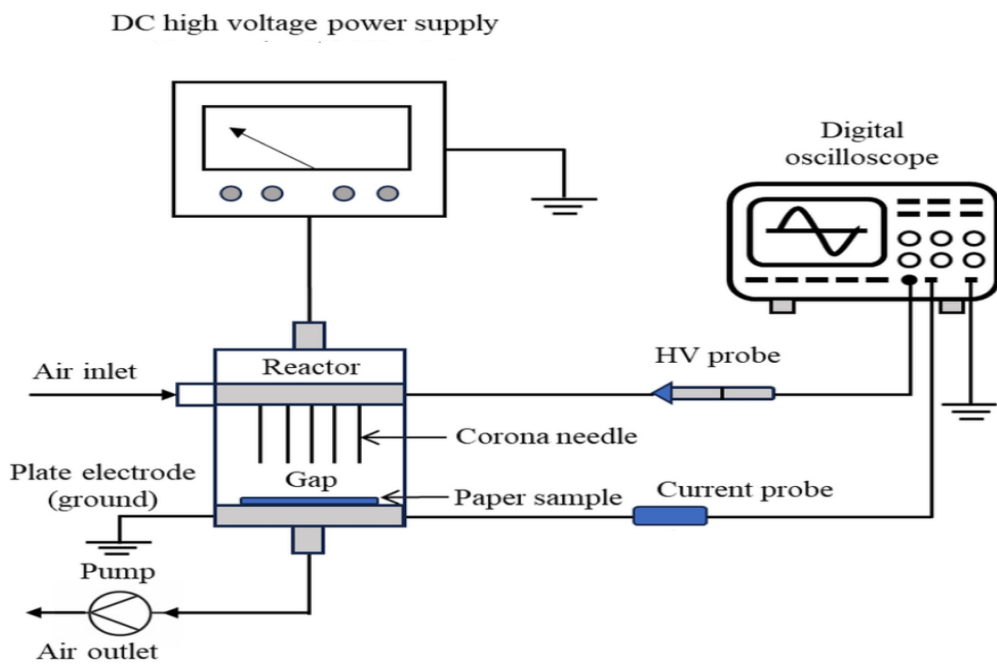 DC high voltage power supply
Digital
oscilloscope
HV probe
Reactor
Air inlet
Corona needle
Plate electrode
(ground)
Gap
Paper sample
Current probe
Pump
Air outlet